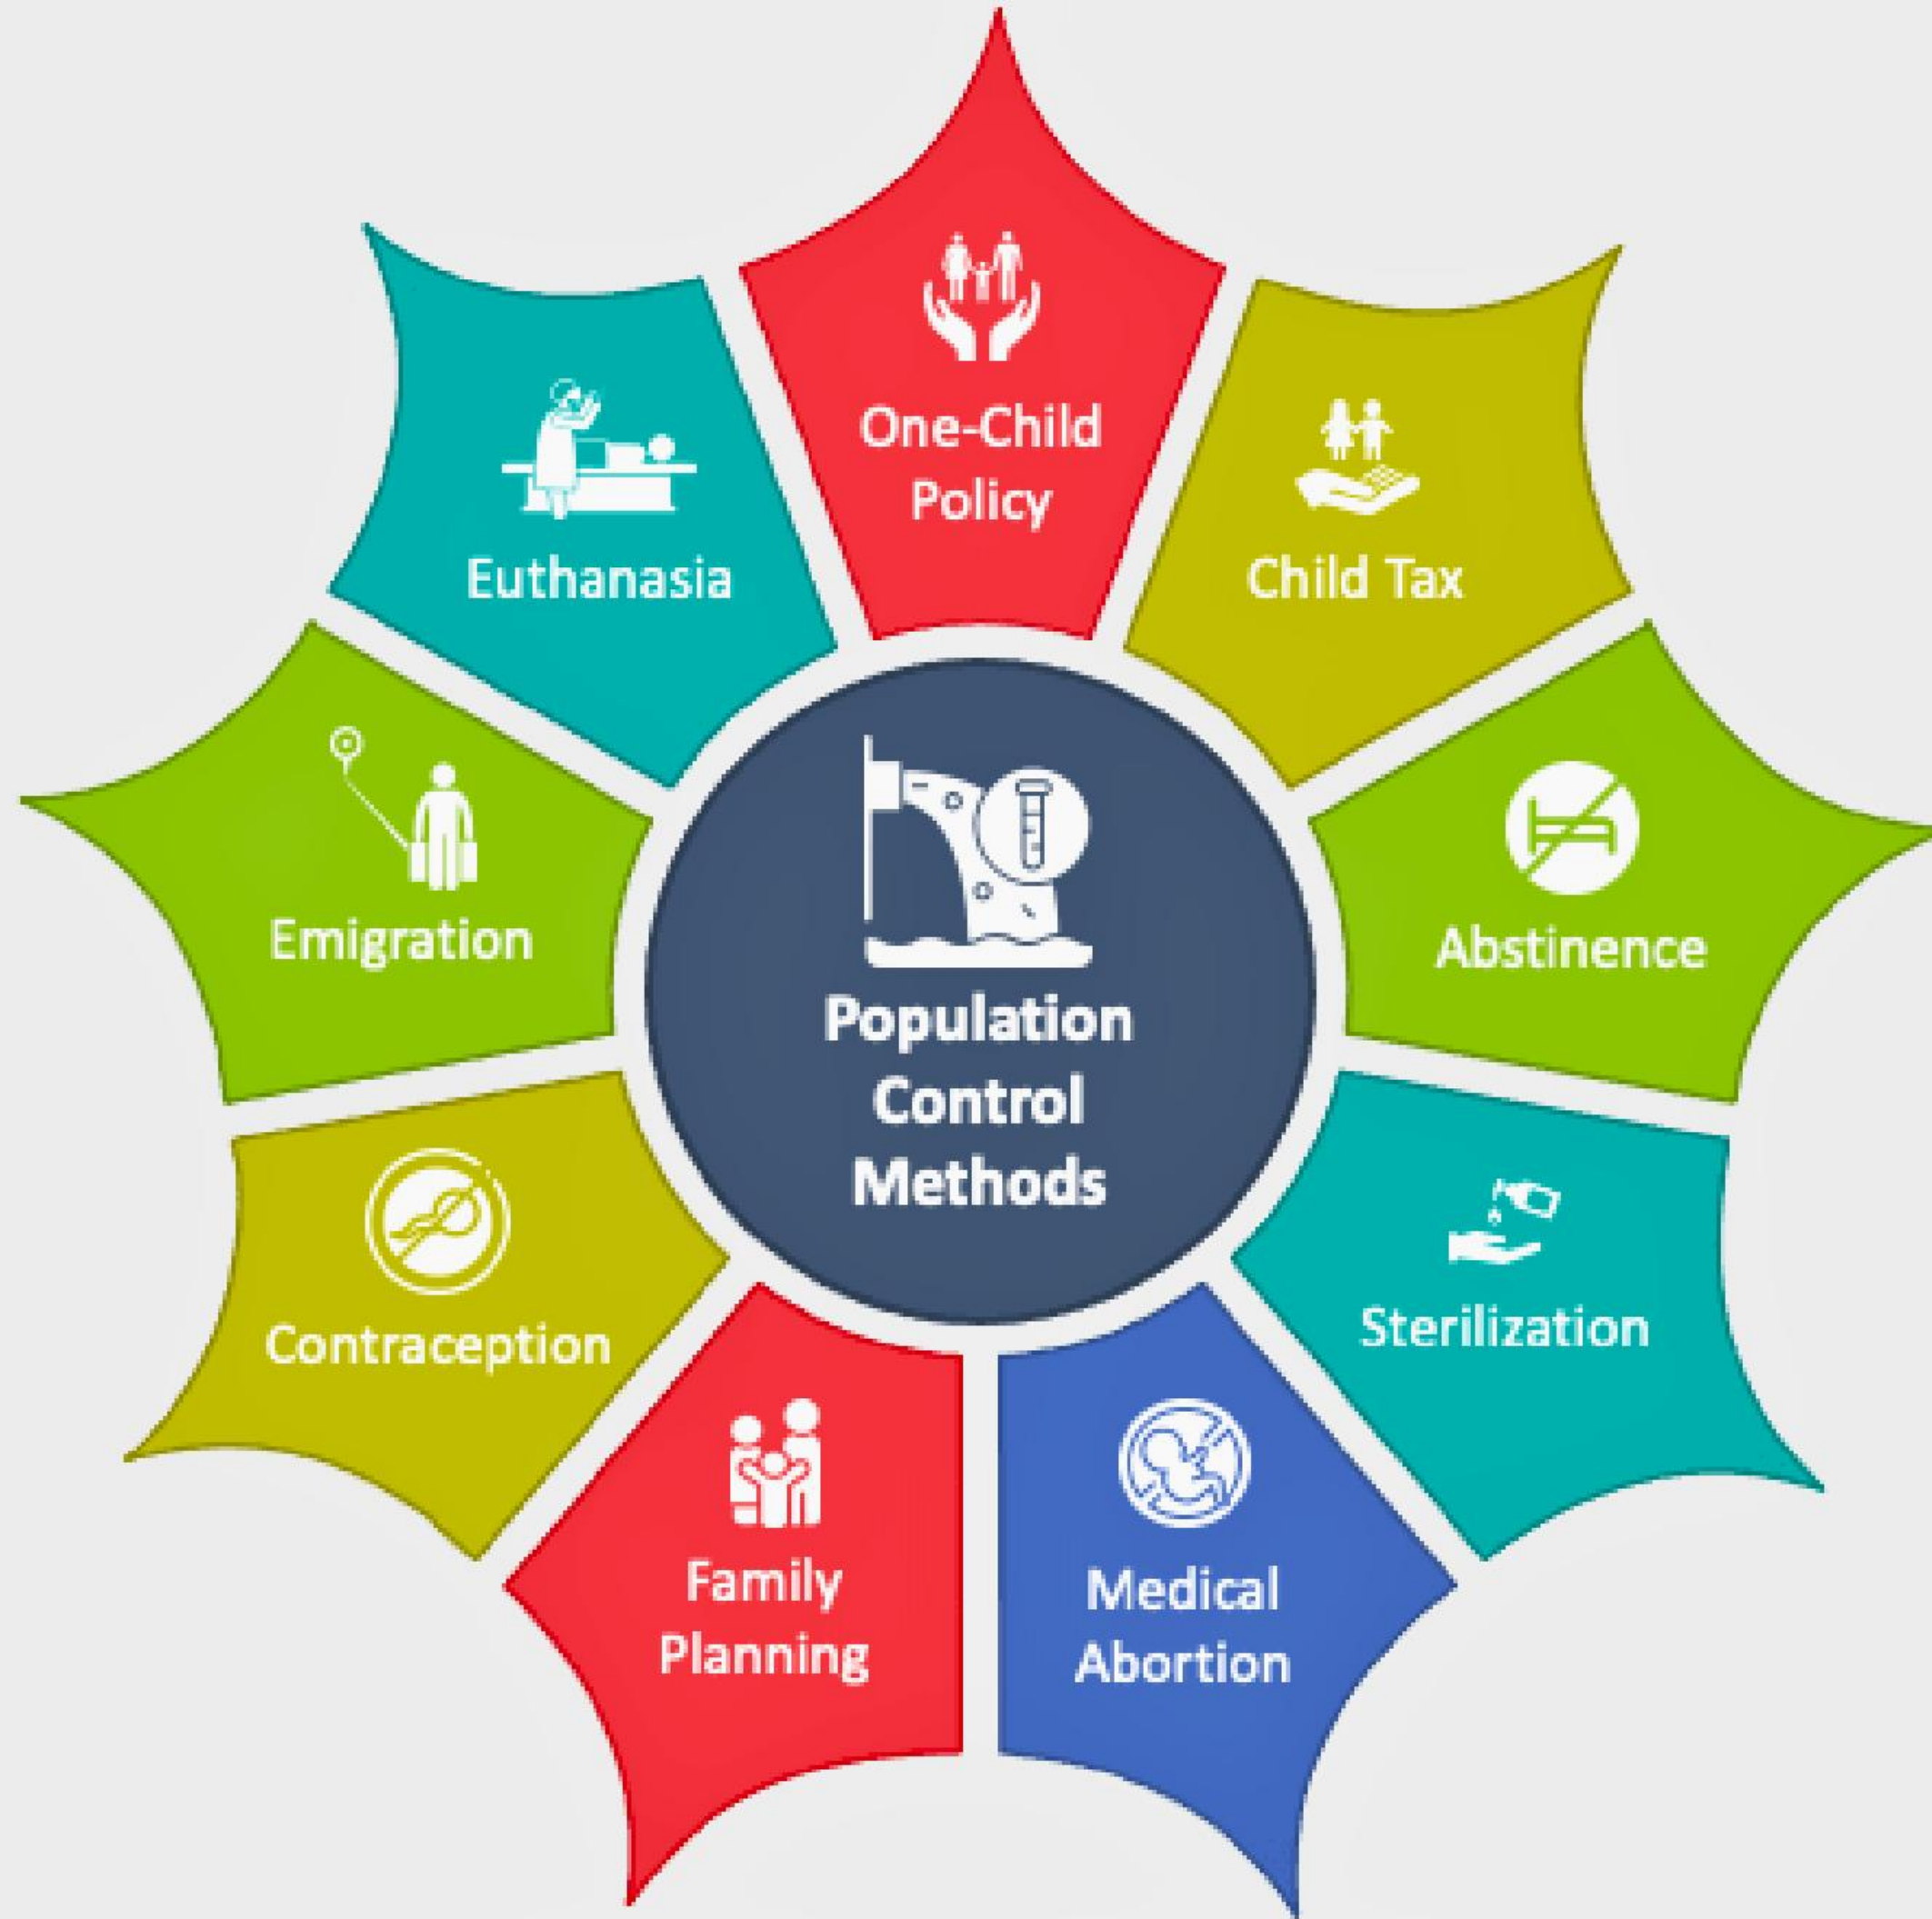 One-Child
Policy
Child Tax
Abstinence
Sterilization
Medical
Abortion
Family
Planning
Contraception
Emigration
Euthanasia
Population
Control
Methods